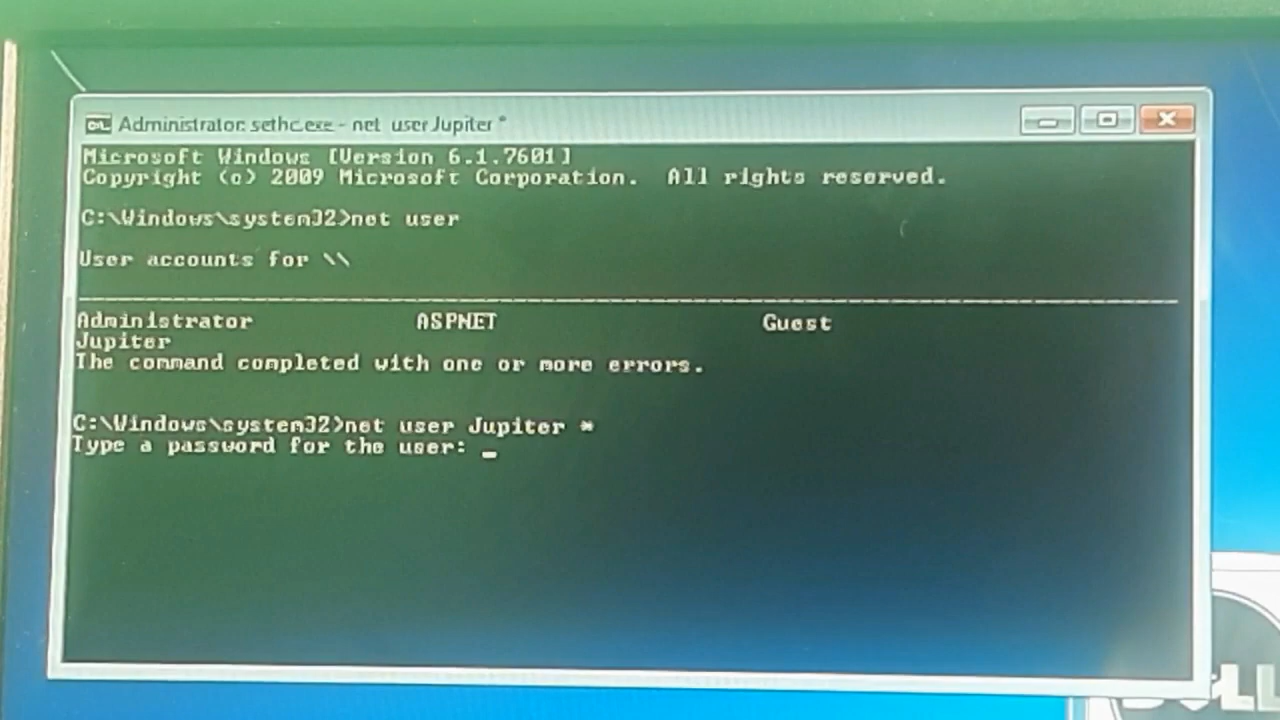 Administrator: sethc.exe - net user Jupiter *
Microsoft Windows [Version 6.1.7601]
Copyright (c) 2009 Microsoft Corporation. All rights reserved.
C:\Windows\system32>net user
User accounts for \\
-------------------------------------------------------------------------------
Administrator ASPNET Guest
Jupiter
The command completed with one or more errors.
C:\Windows\system32>net user Jupiter *
Type a password for the user: _
DELL